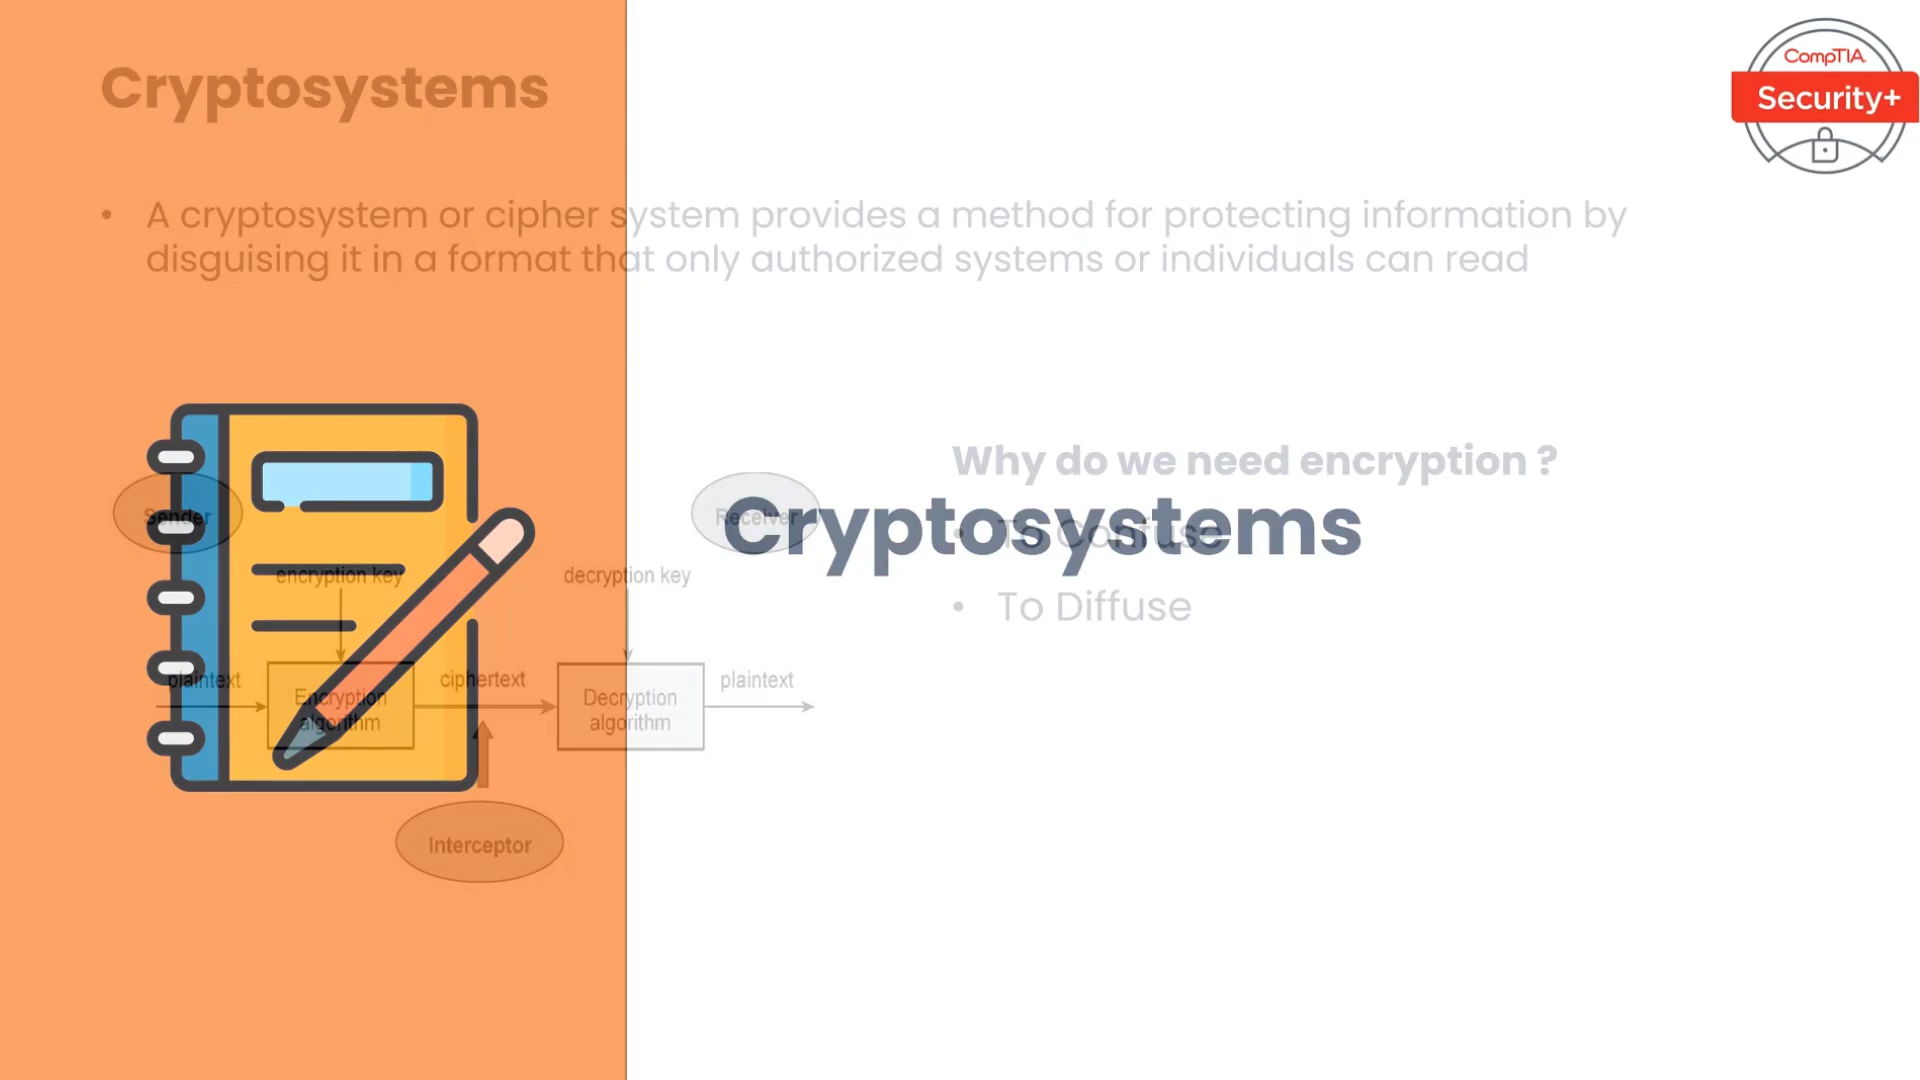 Cryptosystems
CompTIA
Security+
• A cryptosystem or cipher system provides a method for protecting information by
disguising it in a format that only authorized systems or individuals can read
Why do we need encryption ?
Cryptosystems
• To Confuse
• To Diffuse
Sender
Receiver
encryption key
decryption key
plaintext
Encryption
algorithm
ciphertext
Decryption
algorithm
plaintext
Interceptor